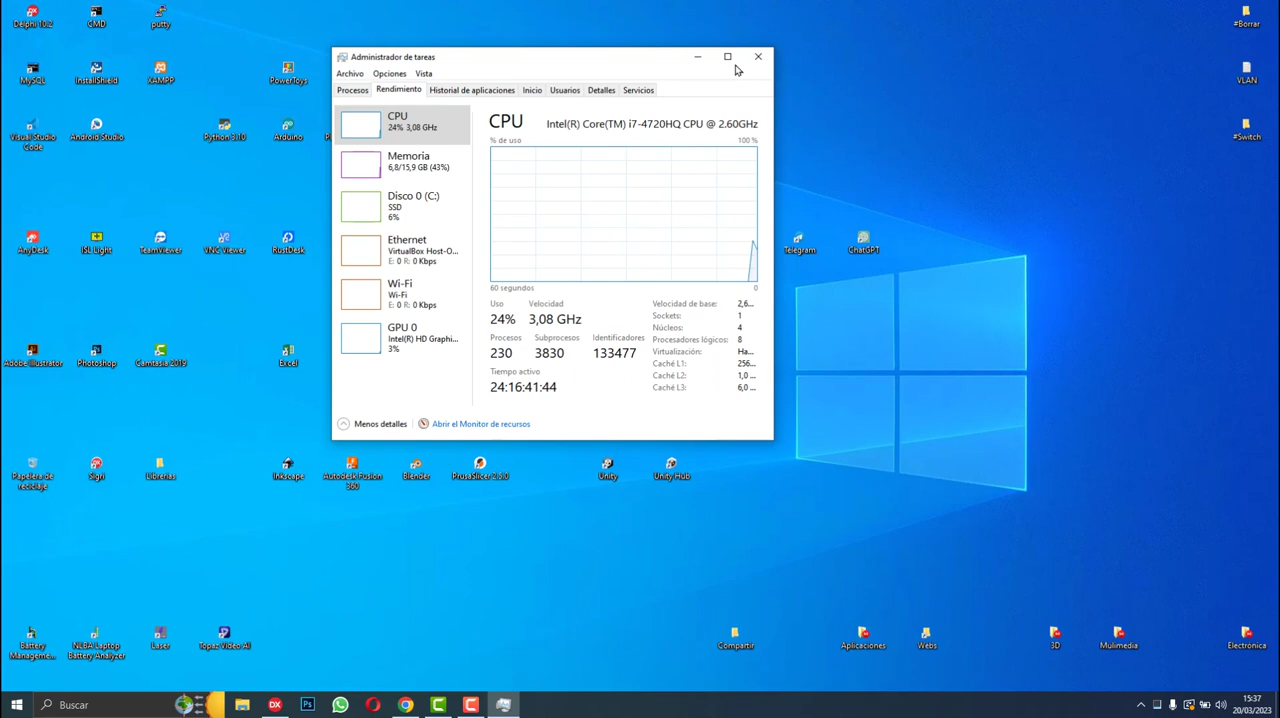 Delphi 10.2
CMD
putty
#Borrar
MySQL
InstallShield
XAMPP
PowerToys
VLAN
Visual Studio
Code
Android Studio
Python 3.10
Arduino
#Switch
AnyDesk
ISL Light
TeamViewer
VNC Viewer
RustDesk
Telegram
ChatGPT
Adobe Illustrator
Photoshop
Camtasia 2019
Excel
Papelera de
reciclaje
Sigri
Librerías
Inkscape
Autodesk Fusion
360
Blender
PrusaSlicer 2.6.0
Unity
Unity Hub
Battery
Manageme...
NLBA Laptop
Battery Analyzer
Laser
Topaz Video AI
Compartir
Aplicaciones
Webs
3D
Mulimedia
Electrónica
Administrador de tareas
Archivo Opciones Vista
Procesos Rendimiento Historial de aplicaciones Inicio Usuarios Detalles Servicios
CPU
24% 3,08 GHz
Memoria
6,8/15,9 GB (43%)
Disco 0 (C:)
SSD
6%
Ethernet
VirtualBox Host-O...
E: 0 R: 0 Kbps
Wi-Fi
Wi-Fi
E: 0 R: 0 Kbps
GPU 0
Intel(R) HD Graphi...
3%
CPU Intel(R) Core(TM) i7-4720HQ CPU @ 2.60GHz
% de uso 100 %
60 segundos 0
Uso Velocidad
24% 3,08 GHz
Procesos Subprocesos Identificadores
230 3830 133477
Tiempo activo
24:16:41:44
Velocidad de base: 2,6...
Sockets: 1
Núcleos: 4
Procesadores lógicos: 8
Virtualización: Ha...
Caché L1: 256...
Caché L2: 1,0 ...
Caché L3: 6,0 ...
Menos detalles Abrir el Monitor de recursos
Buscar
15:37
20/03/2023